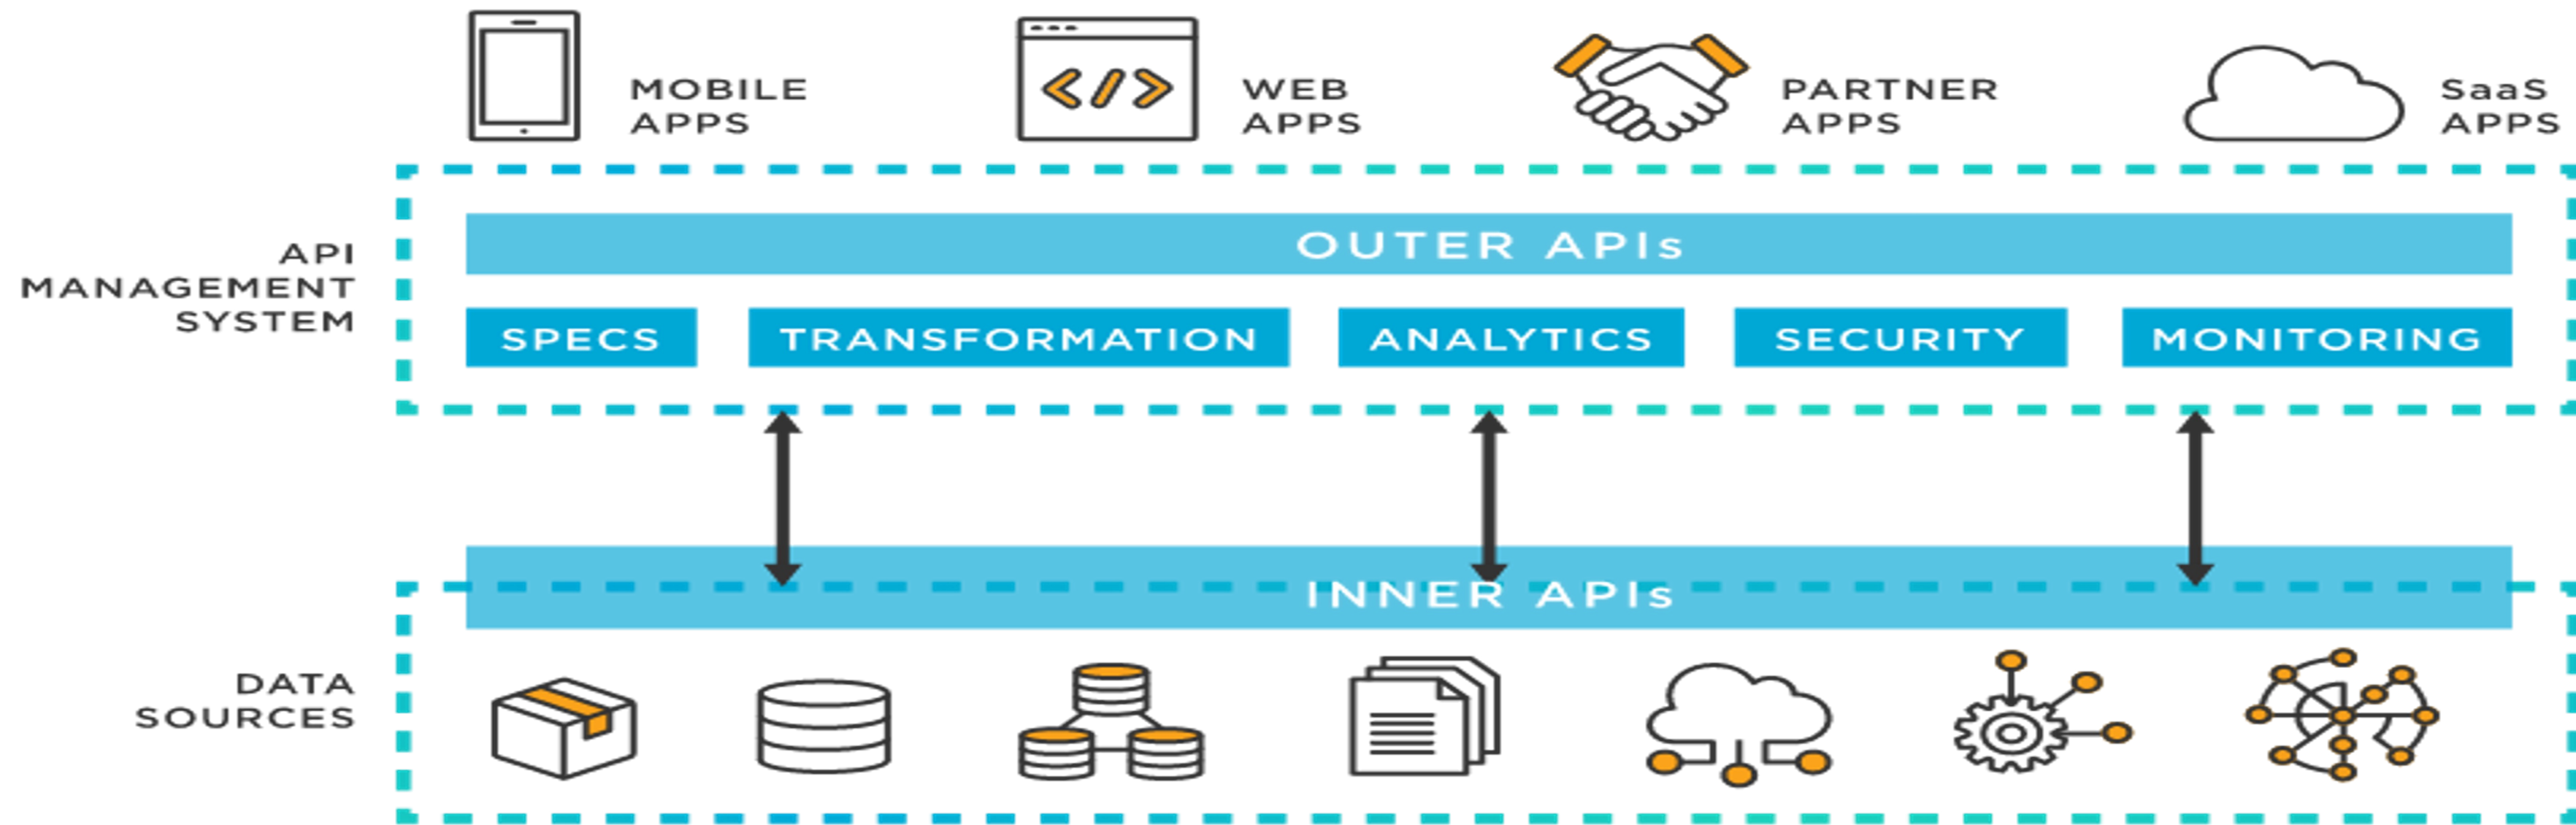 MOBILE
APPS
WEB
APPS
PARTNER
APPS
SaaS
APPS
API
MANAGEMENT
SYSTEM
OUTER APIs
SPECS
TRANSFORMATION
ANALYTICS
SECURITY
MONITORING
INNER APIs
DATA
SOURCES